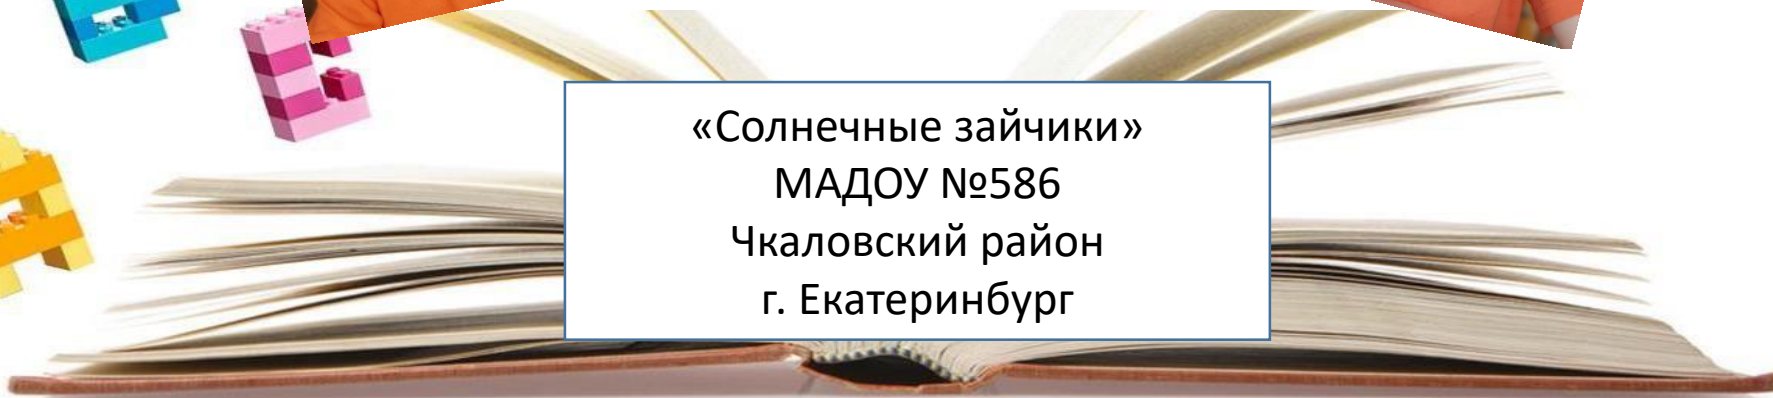 «Солнечные зайчики»
МАДОУ №586
Чкаловский район
г. Екатеринбург